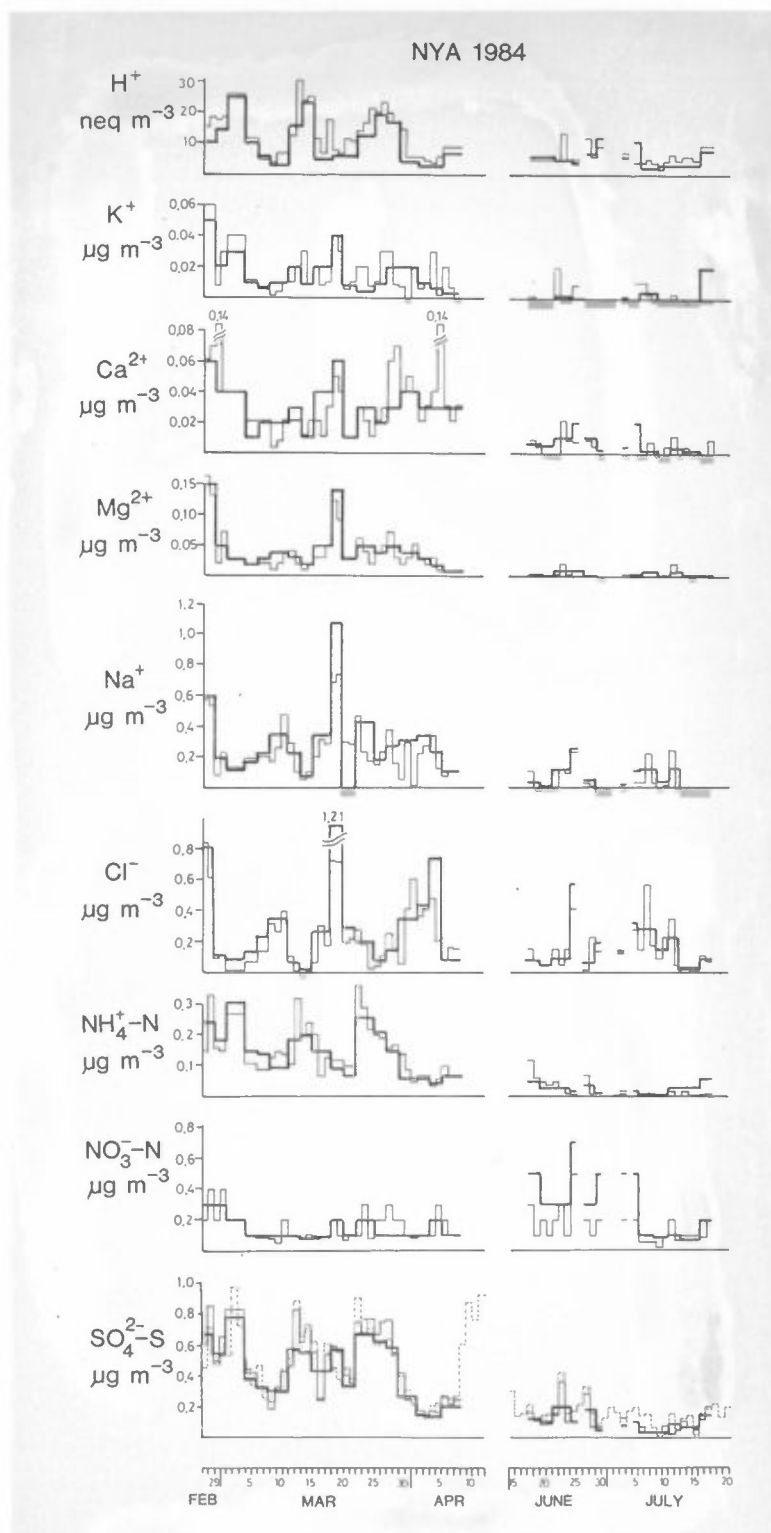 NYA 1984
H⁺
neq m⁻³
30
20
10
K⁺
µg m⁻³
0,06
0.04
0,02
0,14
0,14
Ca²⁺
µg m⁻³
0,08
0,06
0,04
0,02
Mg²⁺
µg m⁻³
0,15
0,10
0,05
Na⁺
µg m⁻³
1,2
1,0
0,6
0,4
0,2
1,21
Cl⁻
µg m⁻³
0,8
0,6
0,4
0,2
NH₄⁺–N
µg m⁻³
0,3
0,2
0,1
NO₃⁻–N
µg m⁻³
0,8
0,6
0,4
0,2
SO₄²⁻–S
µg m⁻³
1,0
0,8
0,6
0,4
0,2
29 5 10 15 20 25 30 5 10 15 20 25 30 5 10 15 20
FEB MAR APR JUNE JULY